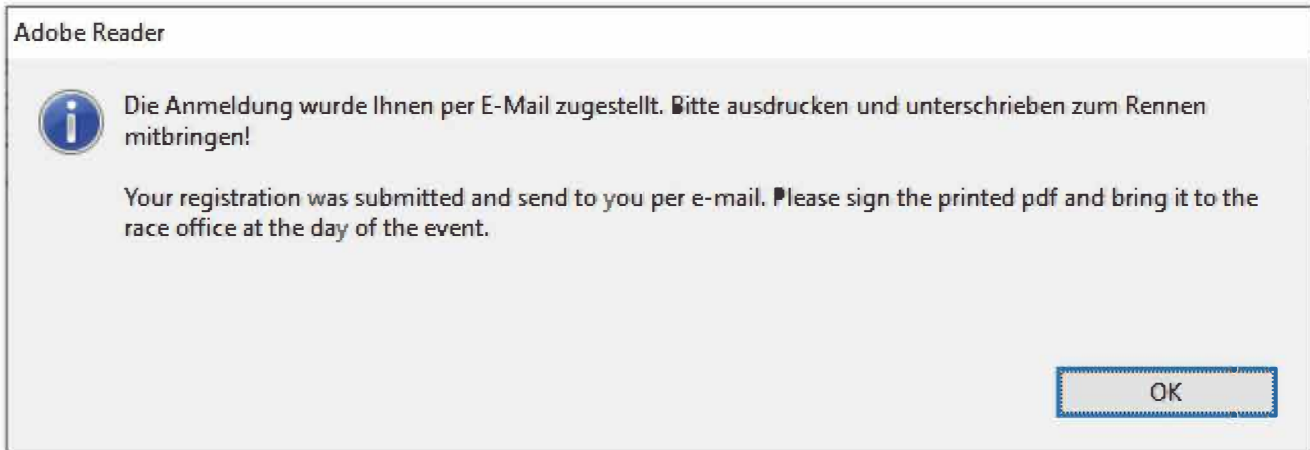 Adobe Reader
Die Anmeldung wurde Ihnen per E-Mail zugestellt. Bitte ausdrucken und unterschrieben zum Rennen
mitbringen!
Your registration was submitted and send to you per e-mail. Please sign the printed pdf and bring it to the
race office at the day of the event.
OK